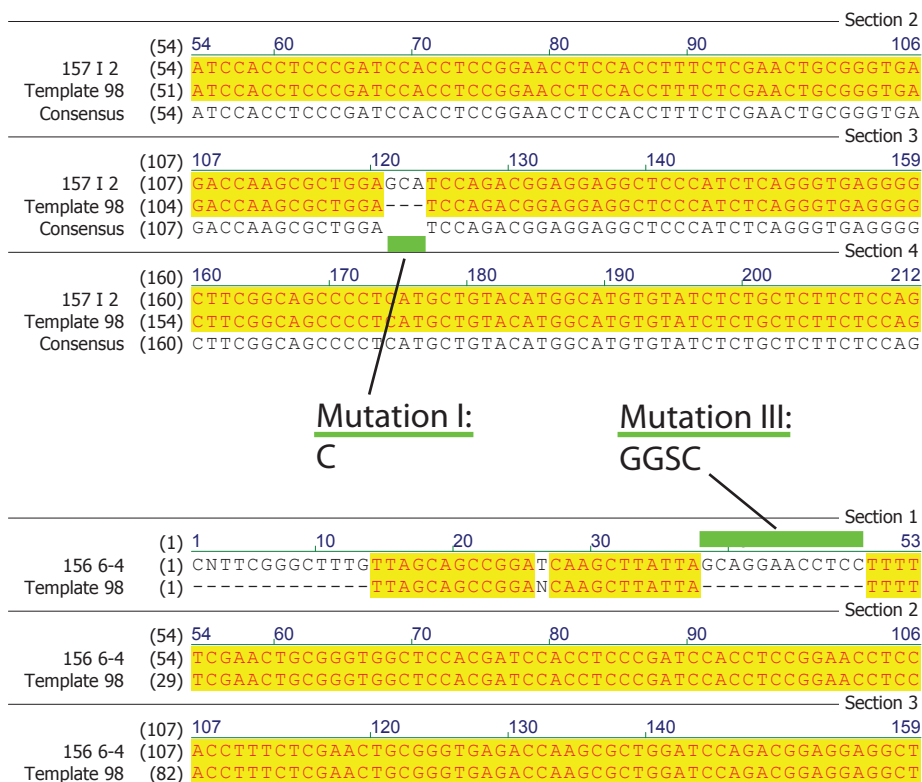 Section 2
(54) 54 60 70 80 90 106
157 I 2 (54) ATCCACCTCCCGATCCACCTCCGGAACCTCCACCTTTCTCGAACTGCGGGTGA
Template 98 (51) ATCCACCTCCCGATCCACCTCCGGAACCTCCACCTTTCTCGAACTGCGGGTGA
Consensus (54) ATCCACCTCCCGATCCACCTCCGGAACCTCCACCTTTCTCGAACTGCGGGTGA
Section 3
(107) 107 120 130 140 159
157 I 2 (107) GACCAAGCGCTGGAGCATCCAGACGGAGGAGGCTCCCATCTCAGGGTGAGGGG
Template 98 (104) GACCAAGCGCTGGA---TCCAGACGGAGGAGGCTCCCATCTCAGGGTGAGGGG
Consensus (107) GACCAAGCGCTGGA TCCAGACGGAGGAGGCTCCCATCTCAGGGTGAGGGG
Section 4
(160) 160 170 180 190 200 212
157 I 2 (160) CTTCGGCAGCCCCTCATGCTGTACATGGCATGTGTATCTCTGCTCTTCTCCAG
Template 98 (154) CTTCGGCAGCCCCTCATGCTGTACATGGCATGTGTATCTCTGCTCTTCTCCAG
Consensus (160) CTTCGGCAGCCCCTCATGCTGTACATGGCATGTGTATCTCTGCTCTTCTCCAG
Mutation I: Mutation III:
C GGSC
Section 1
(1) 1 10 20 30 53
156 6-4 (1) CNTTCGGGCTTTGTTAGCAGCCGGATCAAGCTTATTAGCAGGAACCTCCTTTT
Template 98 (1) -------------TTAGCAGCCGGANCAAGCTTATTA------------TTTT
Section 2
(54) 54 60 70 80 90 106
156 6-4 (54) TCGAACTGCGGGTGGCTCCACGATCCACCTCCCGATCCACCTCCGGAACCTCC
Template 98 (29) TCGAACTGCGGGTGGCTCCACGATCCACCTCCCGATCCACCTCCGGAACCTCC
Section 3
(107) 107 120 130 140 159
156 6-4 (107) ACCTTTCTCGAACTGCGGGTGAGACCAAGCGCTGGATCCAGACGGAGGAGGCT
Template 98 (82) ACCTTTCTCGAACTGCGGGTGAGACCAAGCGCTGGATCCAGACGGAGGAGGCT